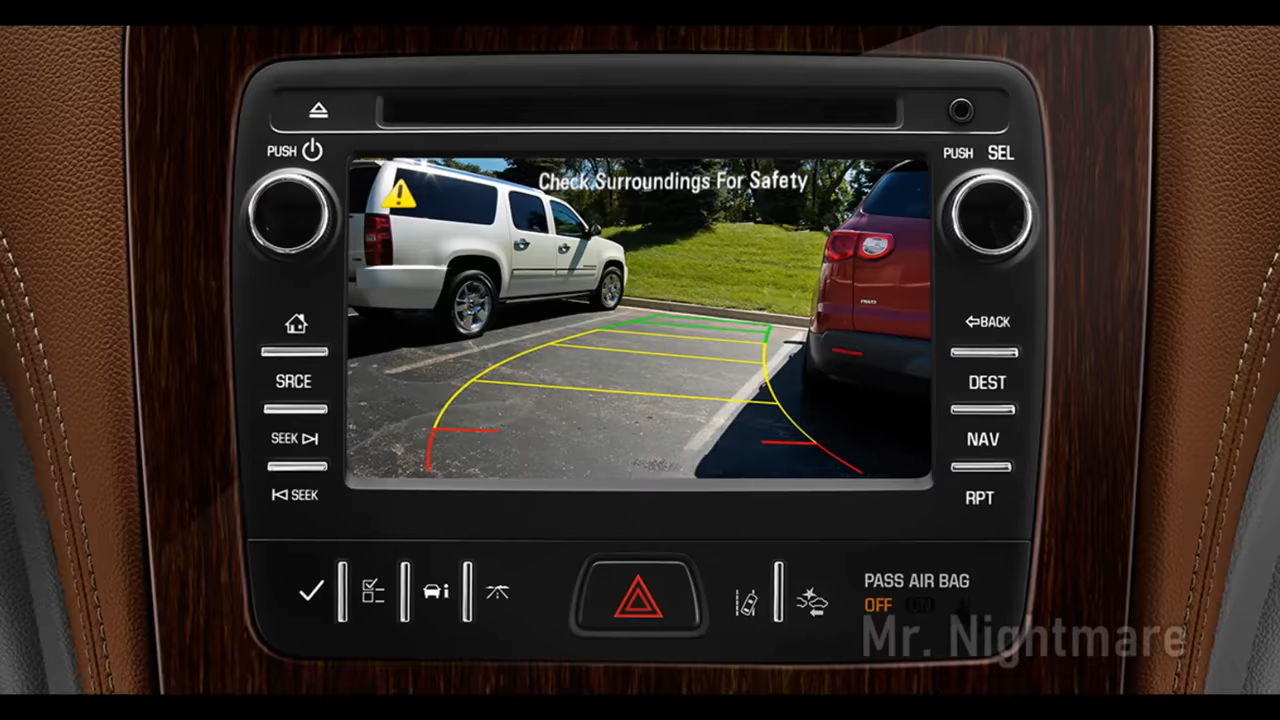 PUSH
PUSH SEL
Check Surroundings For Safety
BACK
SRCE
DEST
SEEK
NAV
SEEK
RPT
PASS AIR BAG
OFF ON
Mr. Nightmare